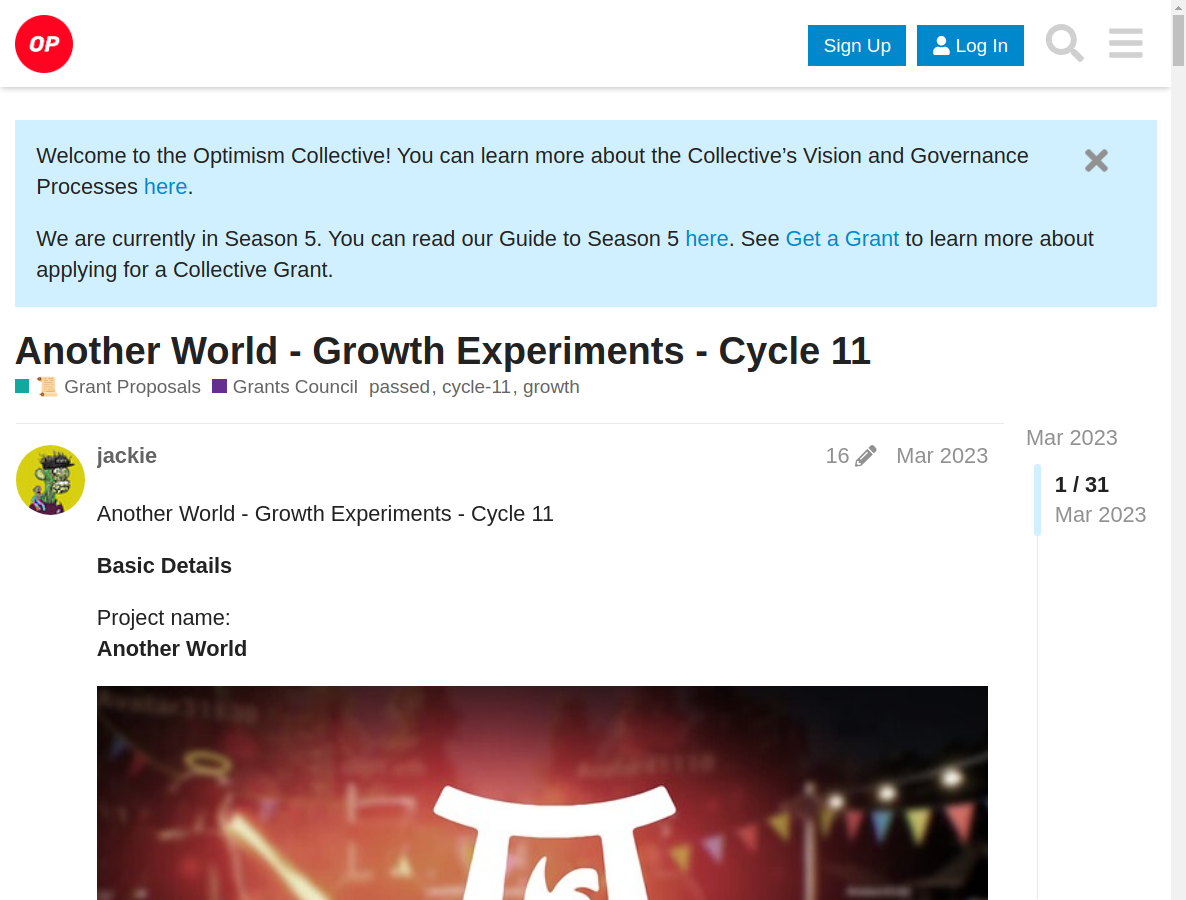 OP
Sign Up
Log In
Welcome to the Optimism Collective! You can learn more about the Collective’s Vision and Governance
Processes here.
We are currently in Season 5. You can read our Guide to Season 5 here. See Get a Grant to learn more about
applying for a Collective Grant.
Another World - Growth Experiments - Cycle 11
📜 Grant Proposals Grants Council passed, cycle-11, growth
jackie
16
Mar 2023
Mar 2023
1 / 31
Mar 2023
Another World - Growth Experiments - Cycle 11
Basic Details
Project name:
Another World